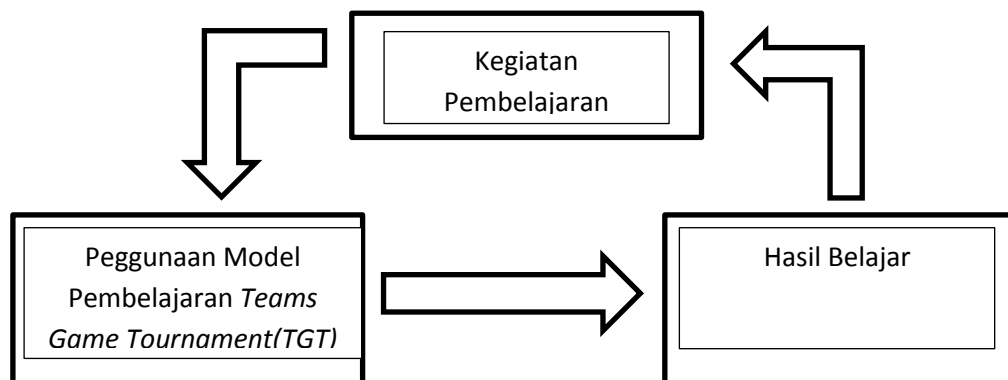 Kegiatan
Pembelajaran
Peggunaan Model
Pembelajaran Teams
Game Tournament(TGT)
Hasil Belajar